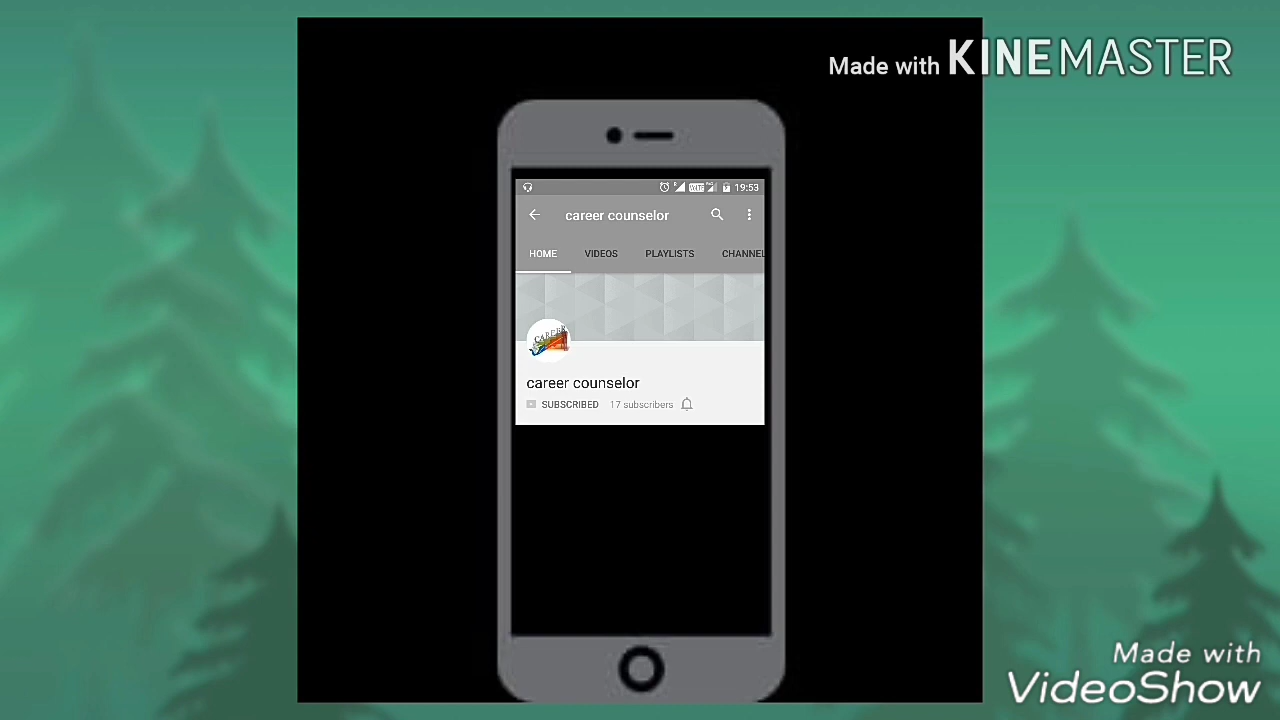 Made with KINEMASTER
19:53
career counselor
HOME VIDEOS PLAYLISTS CHANNEL
CAREER
career counselor
SUBSCRIBED 17 subscribers
Made with
VideoShow